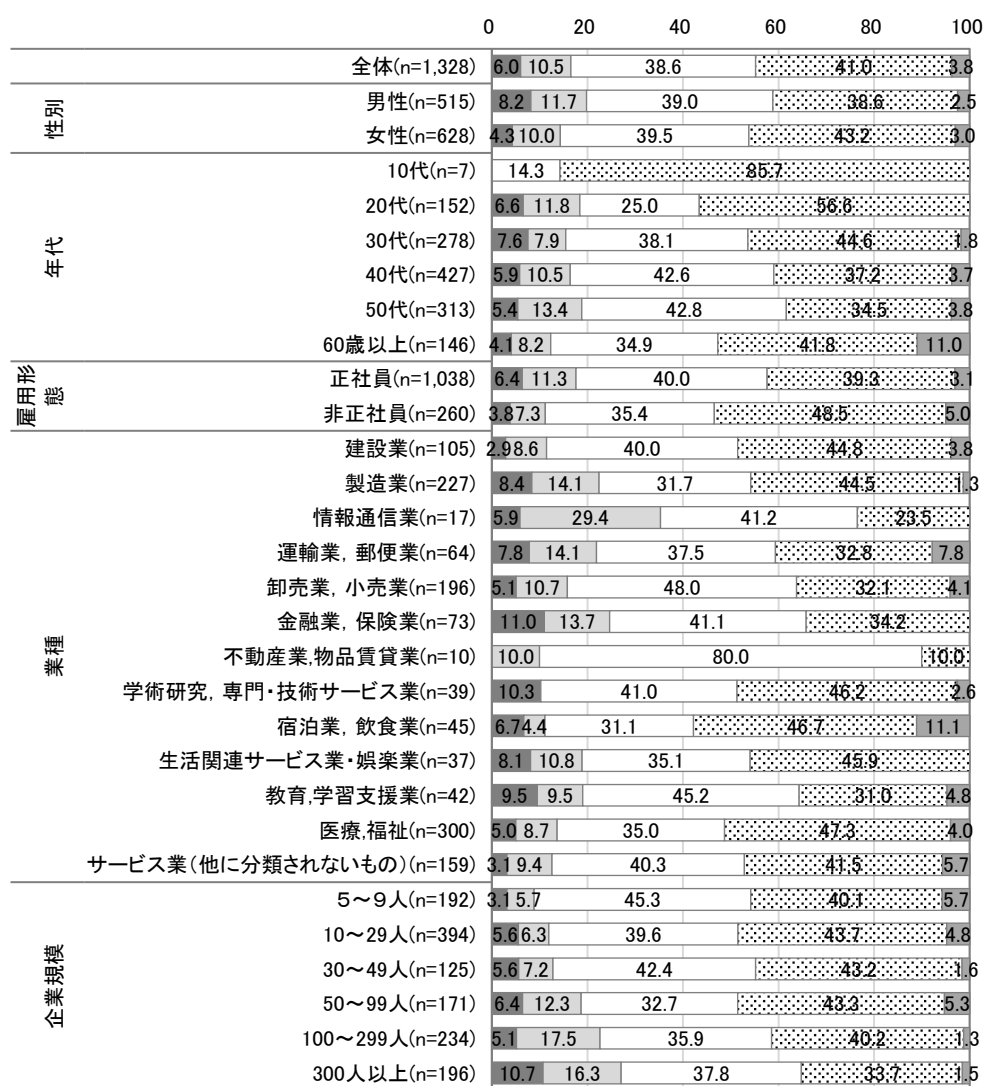 0 20 40 60 80 100
全体(n=1,328) 6.0 10.5 38.6 41.0 3.8
性別
男性(n=515) 8.2 11.7 39.0 38.6 2.5
女性(n=628) 4.3 10.0 39.5 43.2 3.0
年代
10代(n=7) 14.3 85.7
20代(n=152) 6.6 11.8 25.0 56.6
30代(n=278) 7.6 7.9 38.1 44.6 1.8
40代(n=427) 5.9 10.5 42.6 37.2 3.7
50代(n=313) 5.4 13.4 42.8 34.5 3.8
60歳以上(n=146) 4.1 8.2 34.9 41.8 11.0
雇用形態
正社員(n=1,038) 6.4 11.3 40.0 39.3 3.1
非正社員(n=260) 3.8 7.3 35.4 48.5 5.0
業種
建設業(n=105) 2.9 8.6 40.0 44.8 3.8
製造業(n=227) 8.4 14.1 31.7 44.5 1.3
情報通信業(n=17) 5.9 29.4 41.2 23.5
運輸業，郵便業(n=64) 7.8 14.1 37.5 32.8 7.8
卸売業，小売業(n=196) 5.1 10.7 48.0 32.1 4.1
金融業，保険業(n=73) 11.0 13.7 41.1 34.2
不動産業,物品賃貸業(n=10) 10.0 80.0 10.0
学術研究，専門・技術サービス業(n=39) 10.3 41.0 46.2 2.6
宿泊業，飲食業(n=45) 6.7 4.4 31.1 46.7 11.1
生活関連サービス業・娯楽業(n=37) 8.1 10.8 35.1 45.9
教育,学習支援業(n=42) 9.5 9.5 45.2 31.0 4.8
医療,福祉(n=300) 5.0 8.7 35.0 47.3 4.0
サービス業（他に分類されないもの）(n=159) 3.1 9.4 40.3 41.5 5.7
企業規模
５～９人(n=192) 3.1 5.7 45.3 40.1 5.7
10～29人(n=394) 5.6 6.3 39.6 43.7 4.8
30～49人(n=125) 5.6 7.2 42.4 43.2 1.6
50～99人(n=171) 6.4 12.3 32.7 43.3 5.3
100～299人(n=234) 5.1 17.5 35.9 40.2 1.3
300人以上(n=196) 10.7 16.3 37.8 33.7 1.5